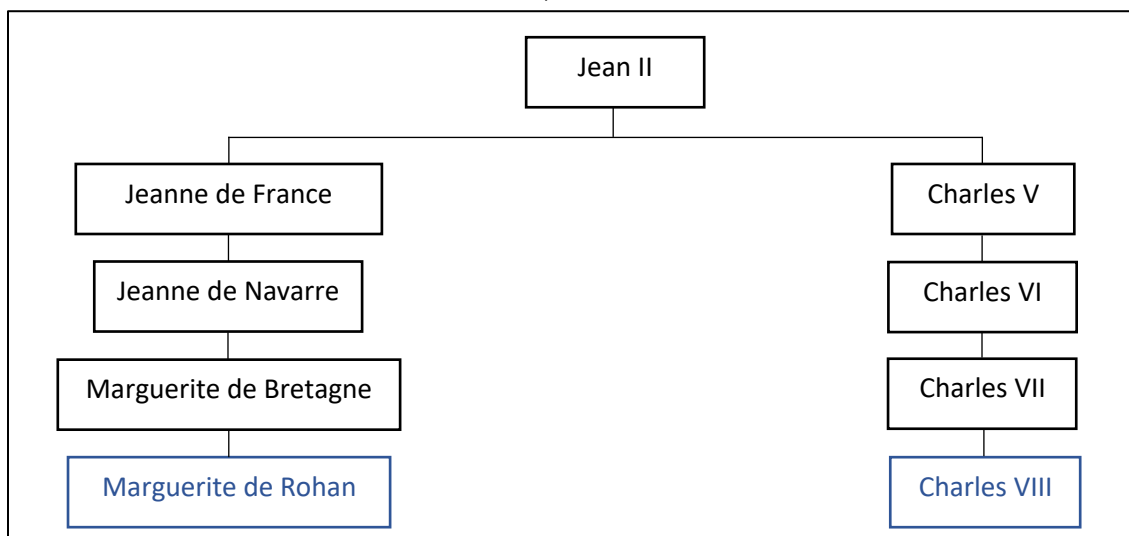 Jean II
Jeanne de France
Charles V
Jeanne de Navarre
Charles VI
Marguerite de Bretagne
Charles VII
Marguerite de Rohan
Charles VIII